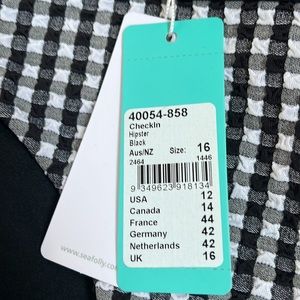 40054-858
CheckIn
Hipster
Black
Aus/NZ Size: 16
2464 1446
9 349623 918134
USA 12
Canada 14
France 44
Germany 42
Netherlands 42
UK 16
www.seafolly.com